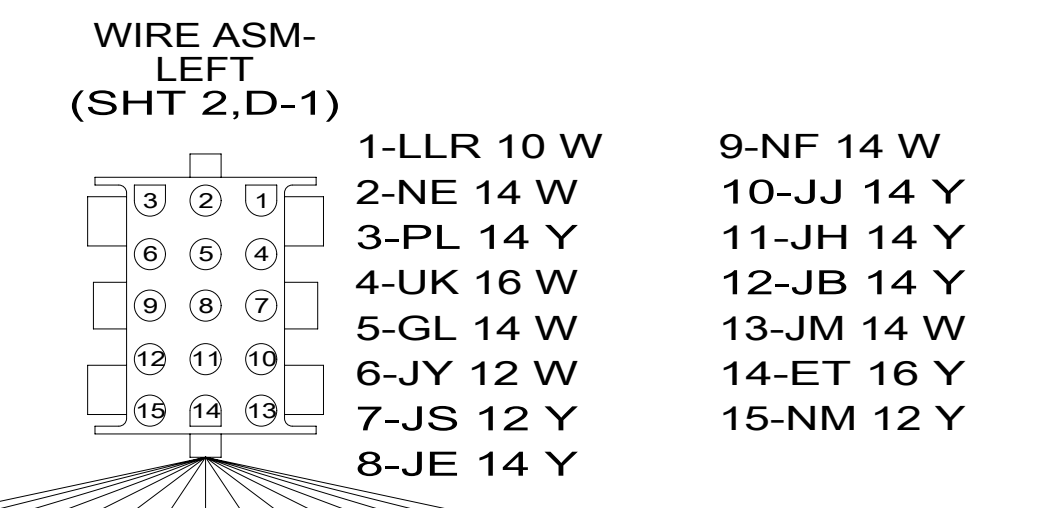 WIRE ASM-
LEFT
(SHT 2,D-1)
3 2 1
6 5 4
9 8 7
12 11 10
15 14 13
1-LLR 10 W
2-NE 14 W
3-PL 14 Y
4-UK 16 W
5-GL 14 W
6-JY 12 W
7-JS 12 Y
8-JE 14 Y
9-NF 14 W
10-JJ 14 Y
11-JH 14 Y
12-JB 14 Y
13-JM 14 W
14-ET 16 Y
15-NM 12 Y